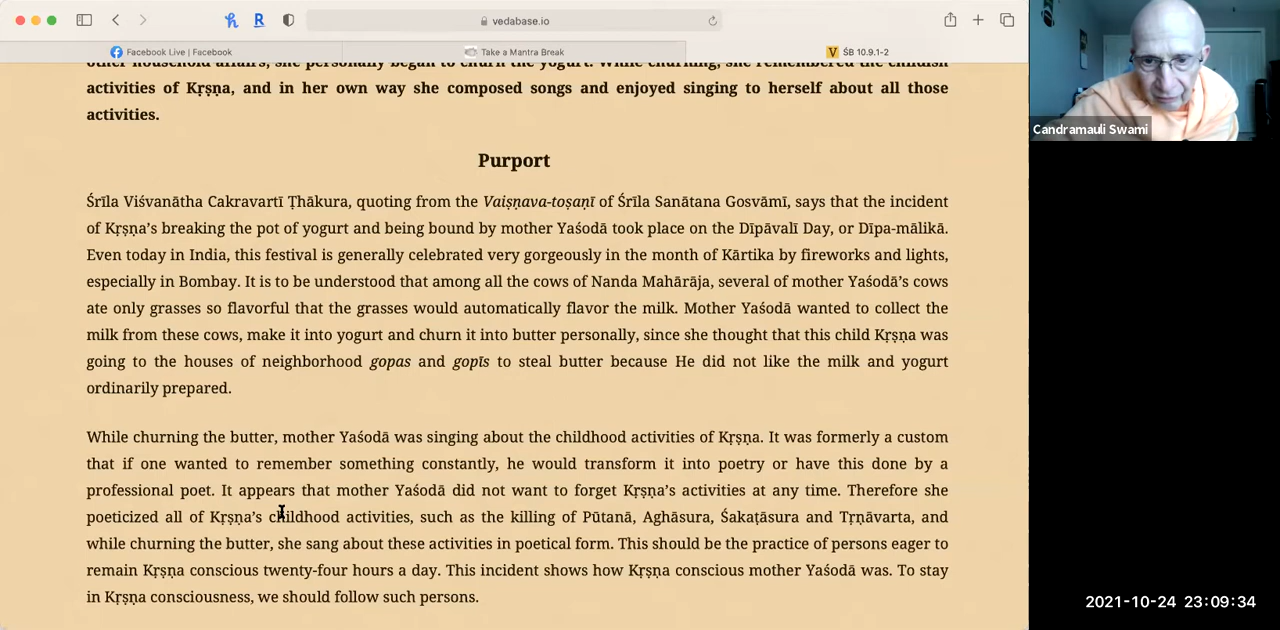 vedabase.io
Facebook Live | Facebook
Take a Mantra Break
ŚB 10.9.1-2
other household affairs, she personally began to churn the yogurt. While churning, she remembered the childish
activities of Kṛṣṇa, and in her own way she composed songs and enjoyed singing to herself about all those
activities.
Purport
Śrīla Viśvanātha Cakravartī Ṭhākura, quoting from the Vaiṣṇava-toṣaṇī of Śrīla Sanātana Gosvāmī, says that the incident
of Kṛṣṇa’s breaking the pot of yogurt and being bound by mother Yaśodā took place on the Dīpāvalī Day, or Dīpa-mālikā.
Even today in India, this festival is generally celebrated very gorgeously in the month of Kārtika by fireworks and lights,
especially in Bombay. It is to be understood that among all the cows of Nanda Mahārāja, several of mother Yaśodā’s cows
ate only grasses so flavorful that the grasses would automatically flavor the milk. Mother Yaśodā wanted to collect the
milk from these cows, make it into yogurt and churn it into butter personally, since she thought that this child Kṛṣṇa was
going to the houses of neighborhood gopas and gopīs to steal butter because He did not like the milk and yogurt
ordinarily prepared.
While churning the butter, mother Yaśodā was singing about the childhood activities of Kṛṣṇa. It was formerly a custom
that if one wanted to remember something constantly, he would transform it into poetry or have this done by a
professional poet. It appears that mother Yaśodā did not want to forget Kṛṣṇa’s activities at any time. Therefore she
poeticized all of Kṛṣṇa’s childhood activities, such as the killing of Pūtanā, Aghāsura, Śakaṭāsura and Tṛṇāvarta, and
while churning the butter, she sang about these activities in poetical form. This should be the practice of persons eager to
remain Kṛṣṇa conscious twenty-four hours a day. This incident shows how Kṛṣṇa conscious mother Yaśodā was. To stay
in Kṛṣṇa consciousness, we should follow such persons.
Candramauli Swami
2021-10-24 23:09:34